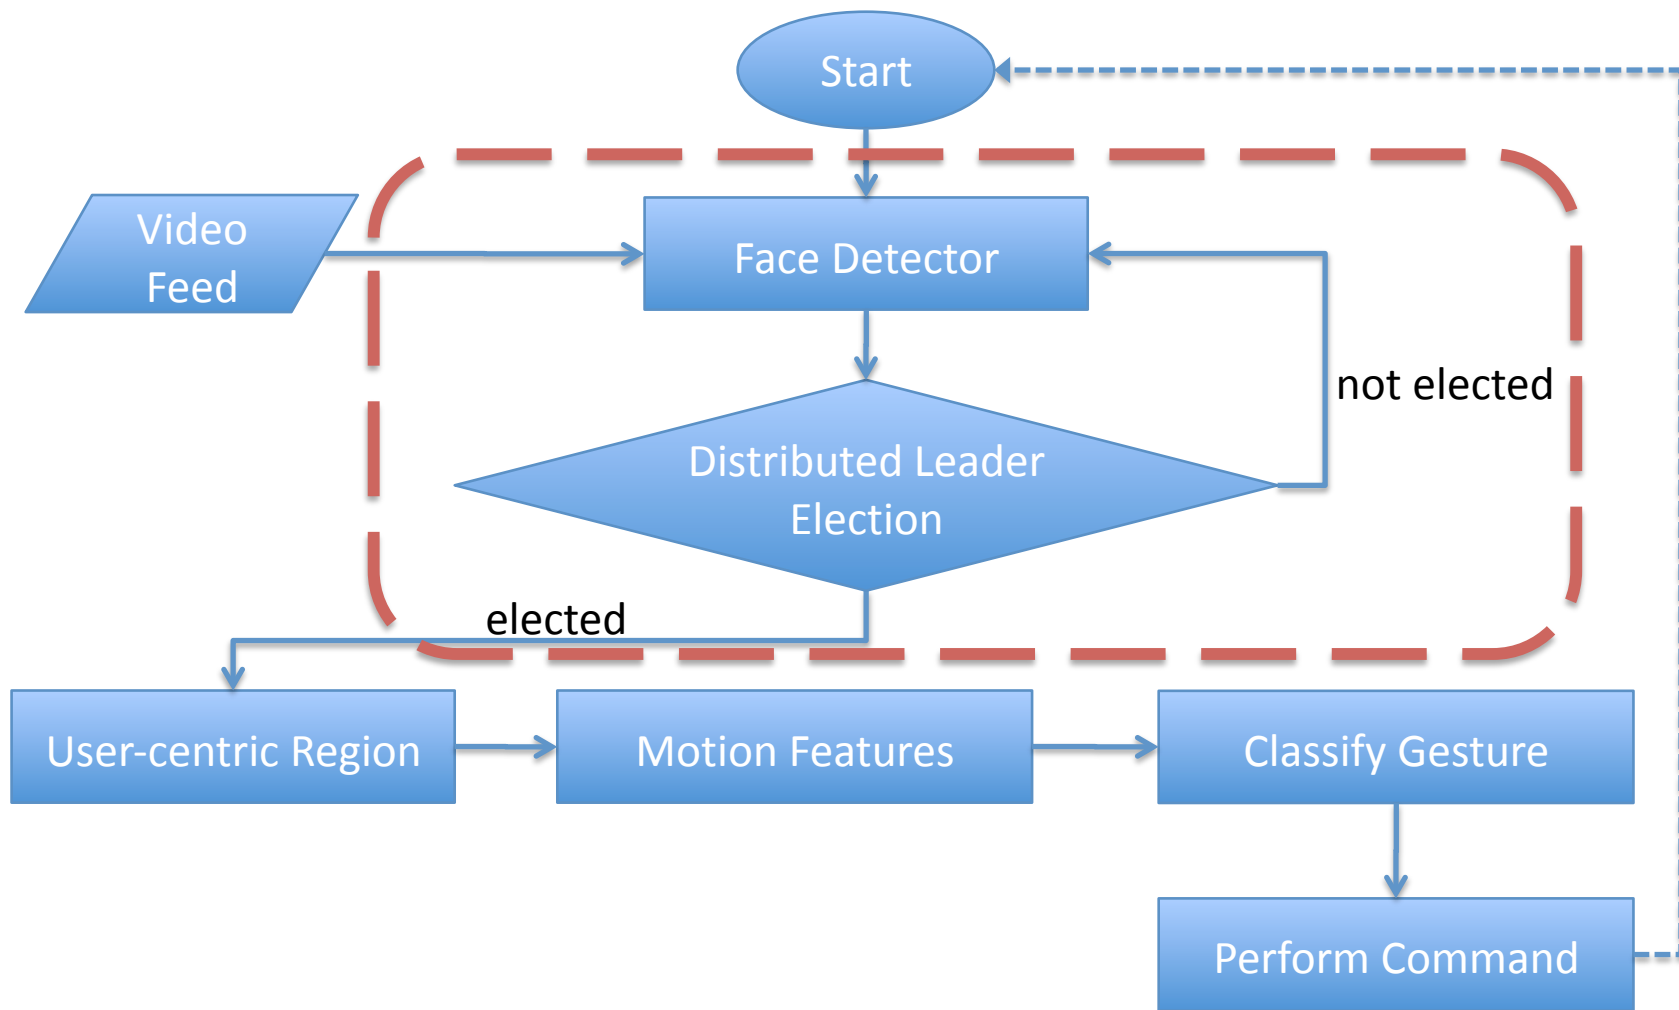 Start
Video
Feed
Face Detector
not elected
Distributed Leader
Election
elected
User-centric Region
Motion Features
Classify Gesture
Perform Command